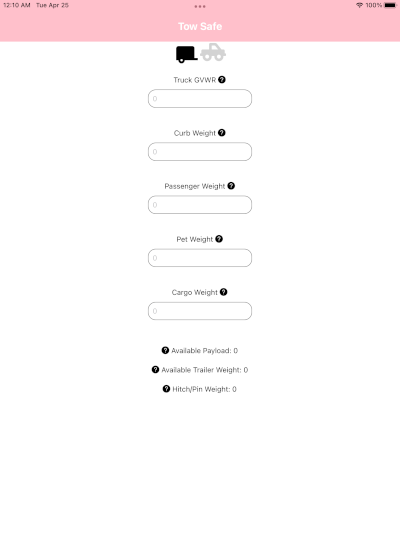 12:10 AM Tue Apr 25
100%
Tow Safe
Truck GVWR ?
0
Curb Weight ?
0
Passenger Weight ?
0
Pet Weight ?
0
Cargo Weight ?
0
? Available Payload: 0
? Available Trailer Weight: 0
? Hitch/Pin Weight: 0